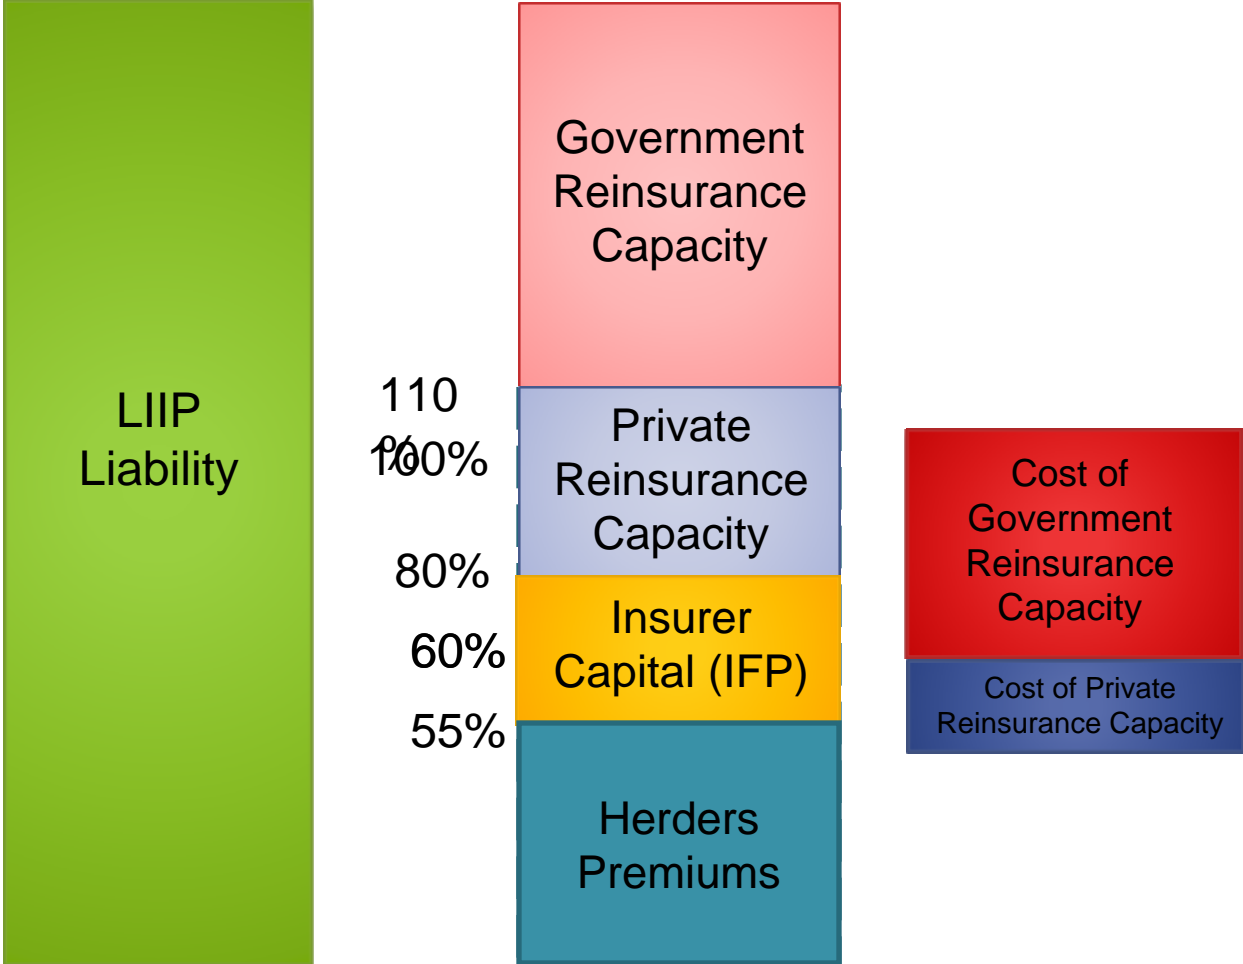 LIIP
Liability
110
%
100%
80%
60%
55%
Government
Reinsurance
Capacity
Private
Reinsurance
Capacity
Insurer
Capital (IFP)
Herders
Premiums
Cost of
Government
Reinsurance
Capacity
Cost of Private
Reinsurance Capacity